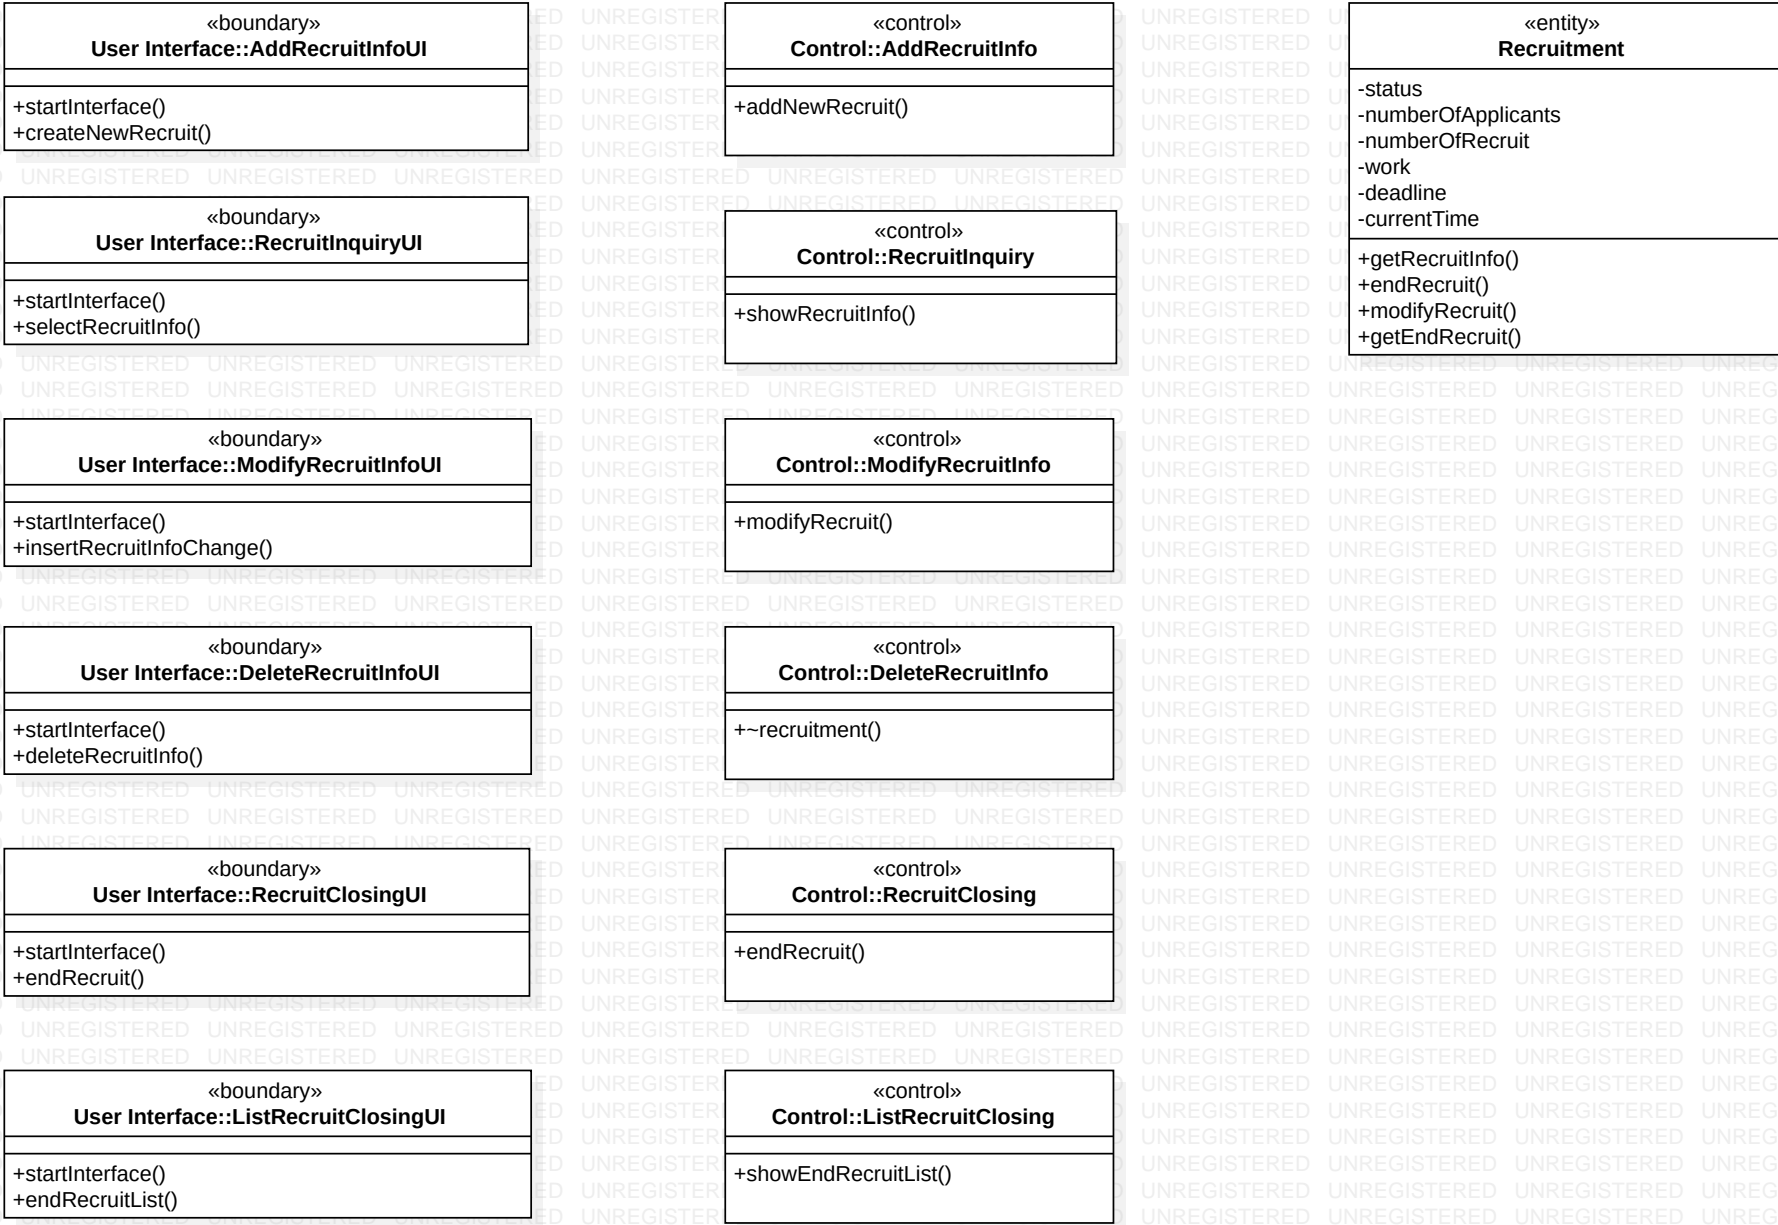 «boundary»
User Interface::AddRecruitInfoUI
+startInterface()
+createNewRecruit()
«control»
Control::AddRecruitInfo
+addNewRecruit()
«entity»
Recruitment
-status
-numberOfApplicants
-numberOfRecruit
-work
-deadline
-currentTime
+getRecruitInfo()
+endRecruit()
+modifyRecruit()
+getEndRecruit()
«boundary»
User Interface::RecruitInquiryUI
+startInterface()
+selectRecruitInfo()
«control»
Control::RecruitInquiry
+showRecruitInfo()
«boundary»
User Interface::ModifyRecruitInfoUI
+startInterface()
+insertRecruitInfoChange()
«control»
Control::ModifyRecruitInfo
+modifyRecruit()
«boundary»
User Interface::DeleteRecruitInfoUI
+startInterface()
+deleteRecruitInfo()
«control»
Control::DeleteRecruitInfo
+~recruitment()
«boundary»
User Interface::RecruitClosingUI
+startInterface()
+endRecruit()
«control»
Control::RecruitClosing
+endRecruit()
«boundary»
User Interface::ListRecruitClosingUI
+startInterface()
+endRecruitList()
«control»
Control::ListRecruitClosing
+showEndRecruitList()
UNREGISTERED